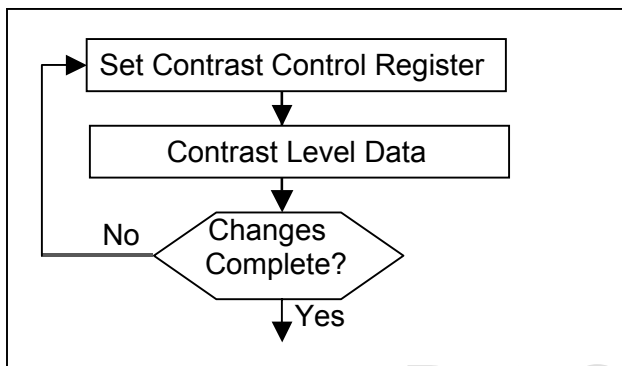 Set Contrast Control Register
Contrast Level Data
No
Changes
Complete?
Yes